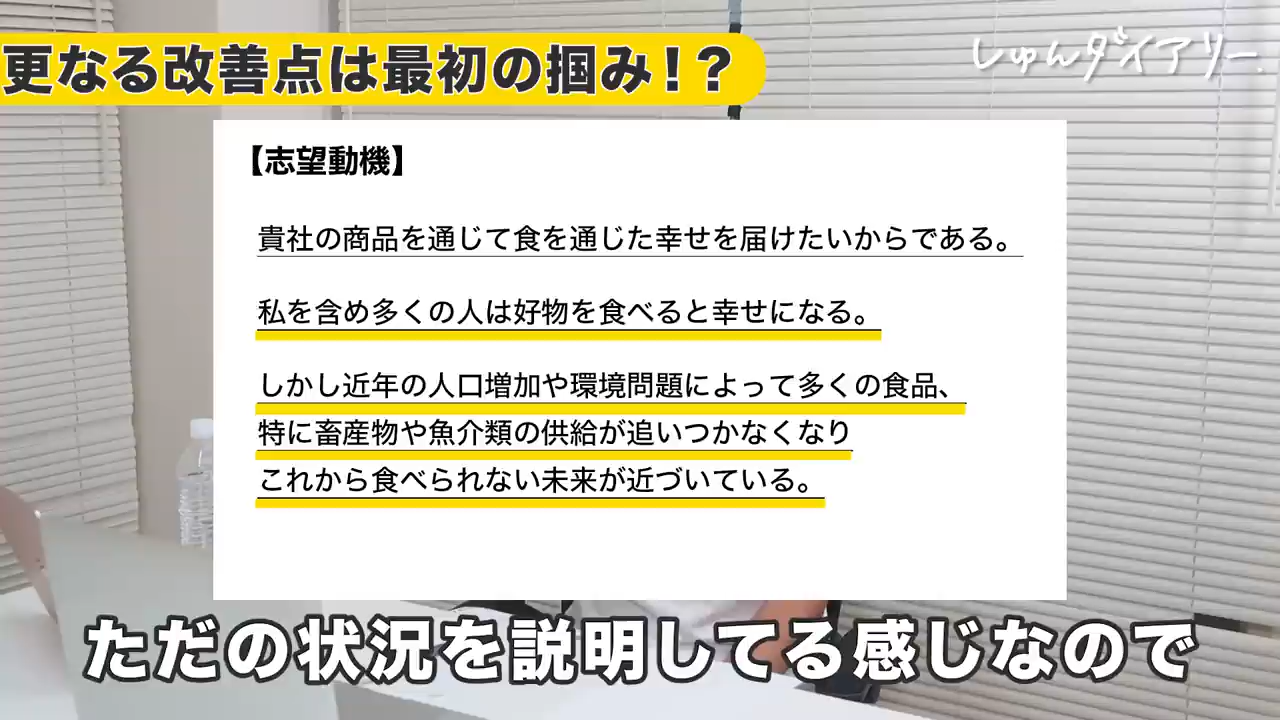 更なる改善点は最初の掴み！？
しゅんダイアリー.
【志望動機】
貴社の商品を通じて食を通じた幸せを届けたいからである。
私を含め多くの人は好物を食べると幸せになる。
しかし近年の人口増加や環境問題によって多くの食品、
特に畜産物や魚介類の供給が追いつかなくなり
これから食べられない未来が近づいている。
ただの状況を説明してる感じなので